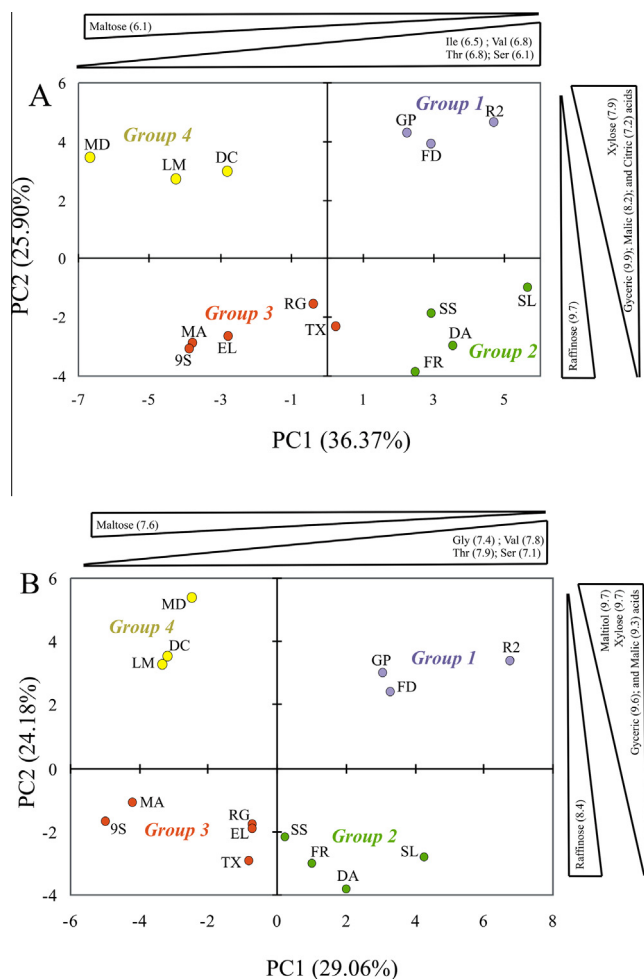 Maltose (6.1)
Ile (6.5) ; Val (6.8)
Thr (6.8); Ser (6.1)
A
6
4
2
0
-2
-4
-7
-5
-3
-1
1
3
5
PC2 (25.90%)
PC1 (36.37%)
Group 1
GP
R2
FD
Group 4
MD
LM
DC
Group 3
RG
TX
MA
9S
EL
SS
SL
DA
FR
Group 2
Raffinose (9.7)
Xylose (7.9)
Gyceric (9.9); Malic (8.2); and Citric (7.2) acids
Maltose (7.6)
Gly (7.4) ; Val (7.8)
Thr (7.9); Ser (7.1)
B
6
4
2
0
-2
-4
-6
-6
-4
-2
0
2
4
6
8
PC2 (24.18%)
PC1 (29.06%)
MD
Group 4
DC
LM
GP
Group 1
R2
FD
MA
9S
Group 3
RG
EL
TX
SS
Group 2
FR
SL
DA
Raffinose (8.4)
Maltitol (9.7)
Xylose (9.7)
Gyceric (9.6); and Malic (9.3) acids